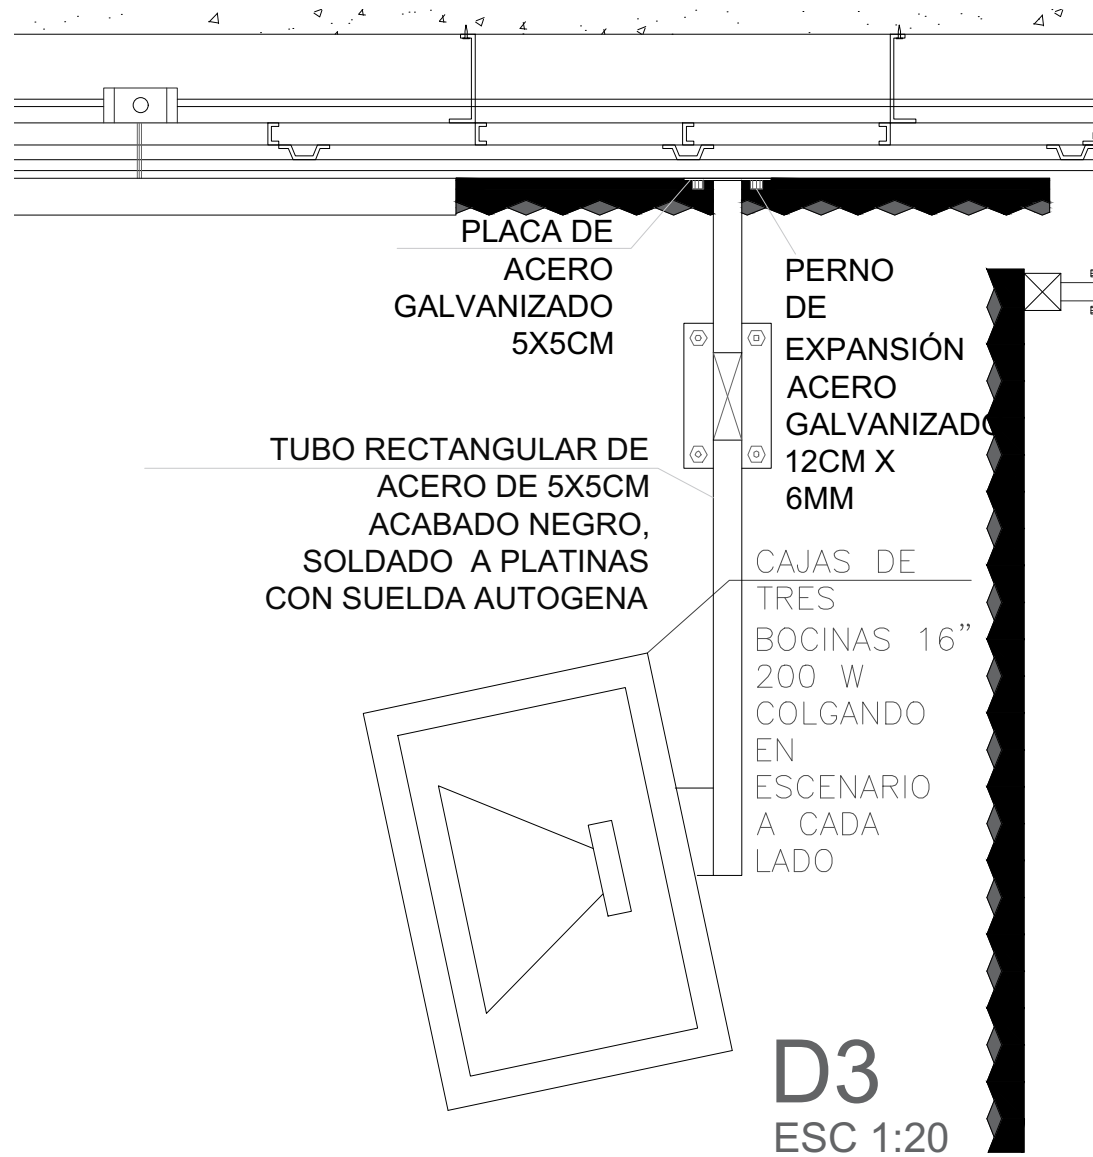 PLACA DE
ACERO
GALVANIZADO
5X5CM
PERNO
DE
EXPANSIÓN
ACERO
GALVANIZADO
12CM X
6MM
TUBO RECTANGULAR DE
ACERO DE 5X5CM
ACABADO NEGRO,
SOLDADO A PLATINAS
CON SUELDA AUTOGENA
CAJAS DE
TRES
BOCINAS 16”
200 W
COLGANDO
EN
ESCENARIO
A CADA
LADO
D3
ESC 1:20